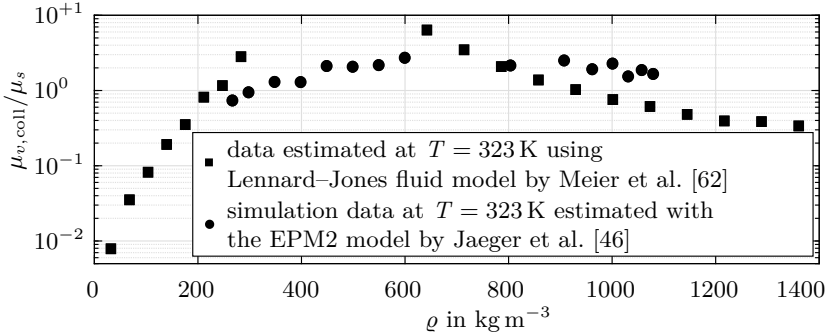 10^{+1}
10^{0}
10^{−1}
10^{−2}
μ_{v,coll}/μ_s
data estimated at T = 323 K using
Lennard–Jones fluid model by Meier et al. [62]
simulation data at T = 323 K estimated with
the EPM2 model by Jaeger et al. [46]
0 200 400 600 800 1000 1200 1400
ϱ in kg m^{−3}